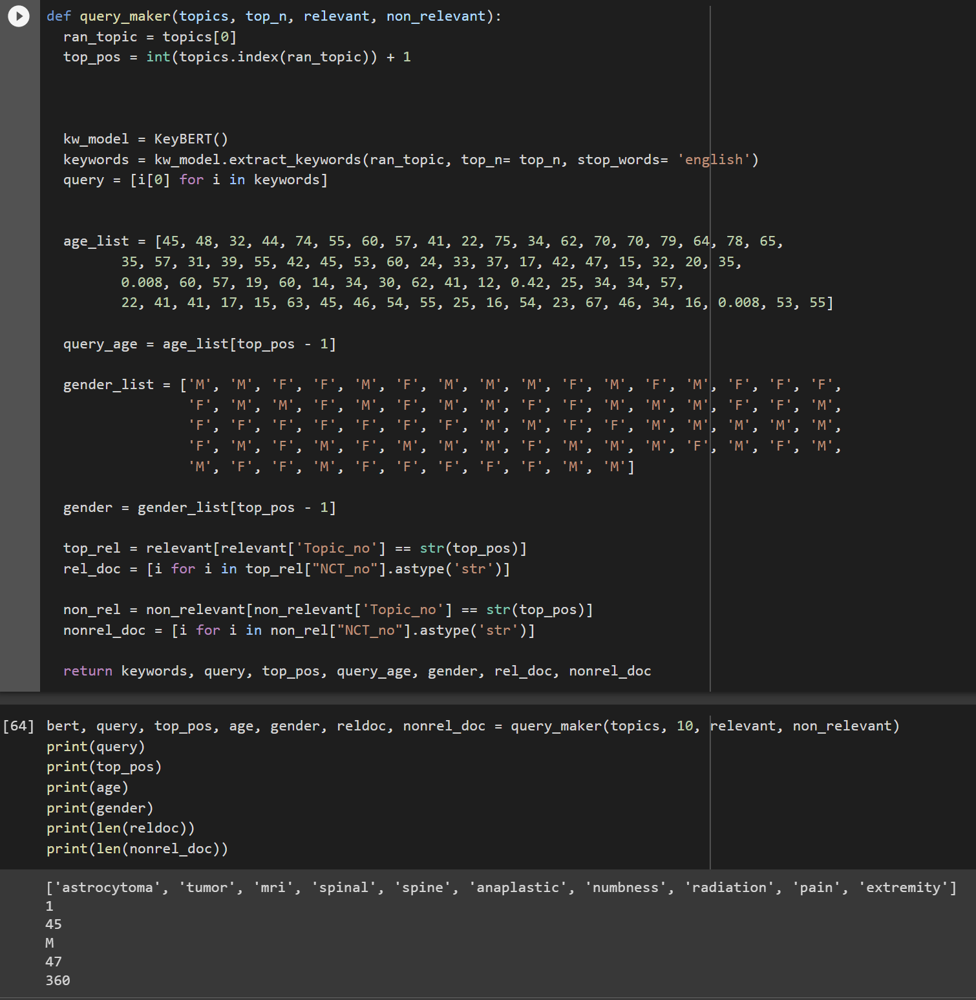 def query_maker(topics, top_n, relevant, non_relevant):
  ran_topic = topics[0]
  top_pos = int(topics.index(ran_topic)) + 1
  kw_model = KeyBERT()
  keywords = kw_model.extract_keywords(ran_topic, top_n= top_n, stop_words= 'english')
  query = [i[0] for i in keywords]
  age_list = [45, 48, 32, 44, 74, 55, 60, 57, 41, 22, 75, 34, 62, 70, 70, 79, 64, 78, 65,
         35, 57, 31, 39, 55, 42, 45, 53, 60, 24, 33, 37, 17, 42, 47, 15, 32, 20, 35,
         0.008, 60, 57, 19, 60, 14, 34, 30, 62, 41, 12, 0.42, 25, 34, 34, 57,
         22, 41, 41, 17, 15, 63, 45, 46, 54, 55, 25, 16, 54, 23, 67, 46, 34, 16, 0.008, 53, 55]
  query_age = age_list[top_pos - 1]
  gender_list = ['M', 'M', 'F', 'F', 'M', 'F', 'M', 'M', 'M', 'F', 'M', 'F', 'M', 'F', 'F', 'F',
                 'F', 'M', 'M', 'F', 'M', 'F', 'M', 'M', 'F', 'F', 'M', 'M', 'M', 'F', 'F', 'M',
                 'F', 'F', 'F', 'F', 'F', 'F', 'F', 'M', 'M', 'F', 'F', 'M', 'M', 'M', 'M', 'M',
                 'F', 'M', 'F', 'M', 'F', 'M', 'M', 'M', 'F', 'M', 'M', 'M', 'F', 'M', 'F', 'M',
                 'M', 'F', 'F', 'M', 'F', 'F', 'F', 'F', 'F', 'M', 'M']
  gender = gender_list[top_pos - 1]
  top_rel = relevant[relevant['Topic_no'] == str(top_pos)]
  rel_doc = [i for i in top_rel["NCT_no"].astype('str')]
  non_rel = non_relevant[non_relevant['Topic_no'] == str(top_pos)]
  nonrel_doc = [i for i in non_rel["NCT_no"].astype('str')]
  return keywords, query, top_pos, query_age, gender, rel_doc, nonrel_doc
[64] bert, query, top_pos, age, gender, reldoc, nonrel_doc = query_maker(topics, 10, relevant, non_relevant)
print(query)
print(top_pos)
print(age)
print(gender)
print(len(reldoc))
print(len(nonrel_doc))
['astrocytoma', 'tumor', 'mri', 'spinal', 'spine', 'anaplastic', 'numbness', 'radiation', 'pain', 'extremity']
1
45
M
47
360